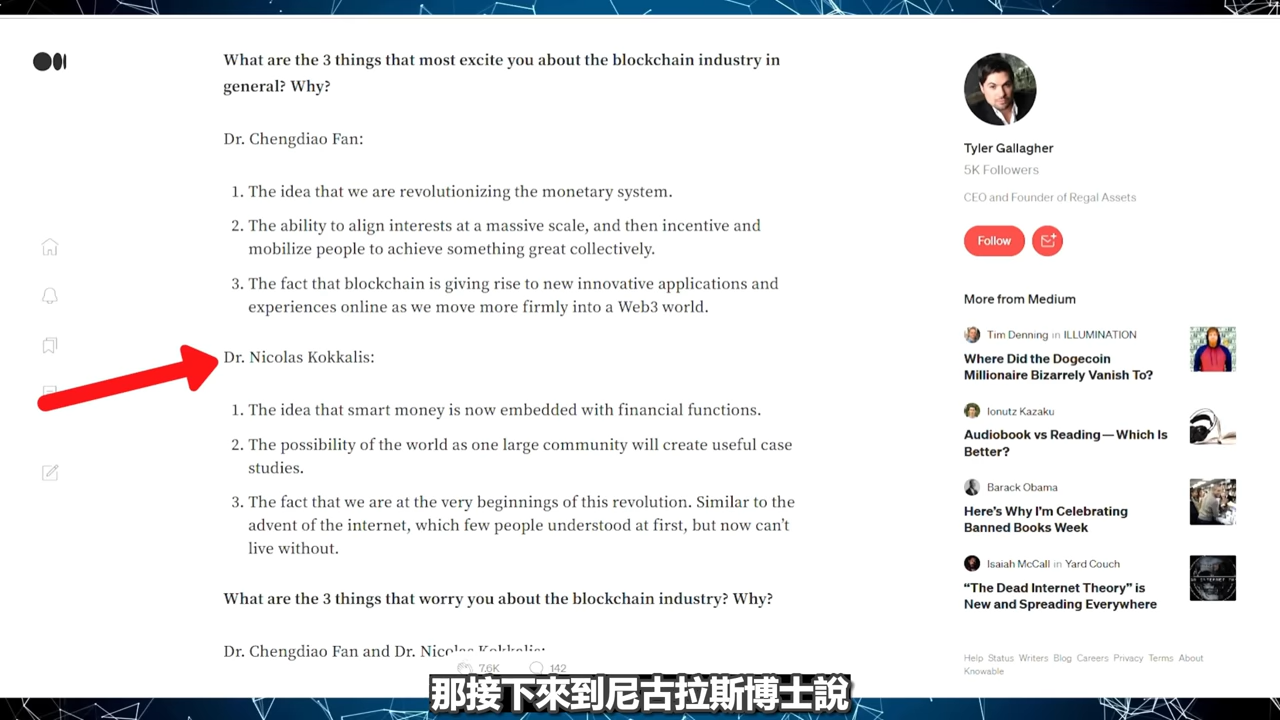 What are the 3 things that most excite you about the blockchain industry in
general? Why?
Dr. Chengdiao Fan:
1. The idea that we are revolutionizing the monetary system.
2. The ability to align interests at a massive scale, and then incentive and
mobilize people to achieve something great collectively.
3. The fact that blockchain is giving rise to new innovative applications and
experiences online as we move more firmly into a Web3 world.
Dr. Nicolas Kokkalis:
1. The idea that smart money is now embedded with financial functions.
2. The possibility of the world as one large community will create useful case
studies.
3. The fact that we are at the very beginnings of this revolution. Similar to the
advent of the internet, which few people understood at first, but now can't
live without.
What are the 3 things that worry you about the blockchain industry? Why?
Dr. Chengdiao Fan and Dr. Nicolas Kokkalis:
7.6K 142
Tyler Gallagher
5K Followers
CEO and Founder of Regal Assets
Follow
More from Medium
Tim Denning in ILLUMINATION
Where Did the Dogecoin
Millionaire Bizarrely Vanish To?
Ionutz Kazaku
Audiobook vs Reading — Which Is
Better?
Barack Obama
Here's Why I'm Celebrating
Banned Books Week
Isaiah McCall in Yard Couch
“The Dead Internet Theory” is
New and Spreading Everywhere
Help Status Writers Blog Careers Privacy Terms About
Knowable
那接下來到尼古拉斯博士說